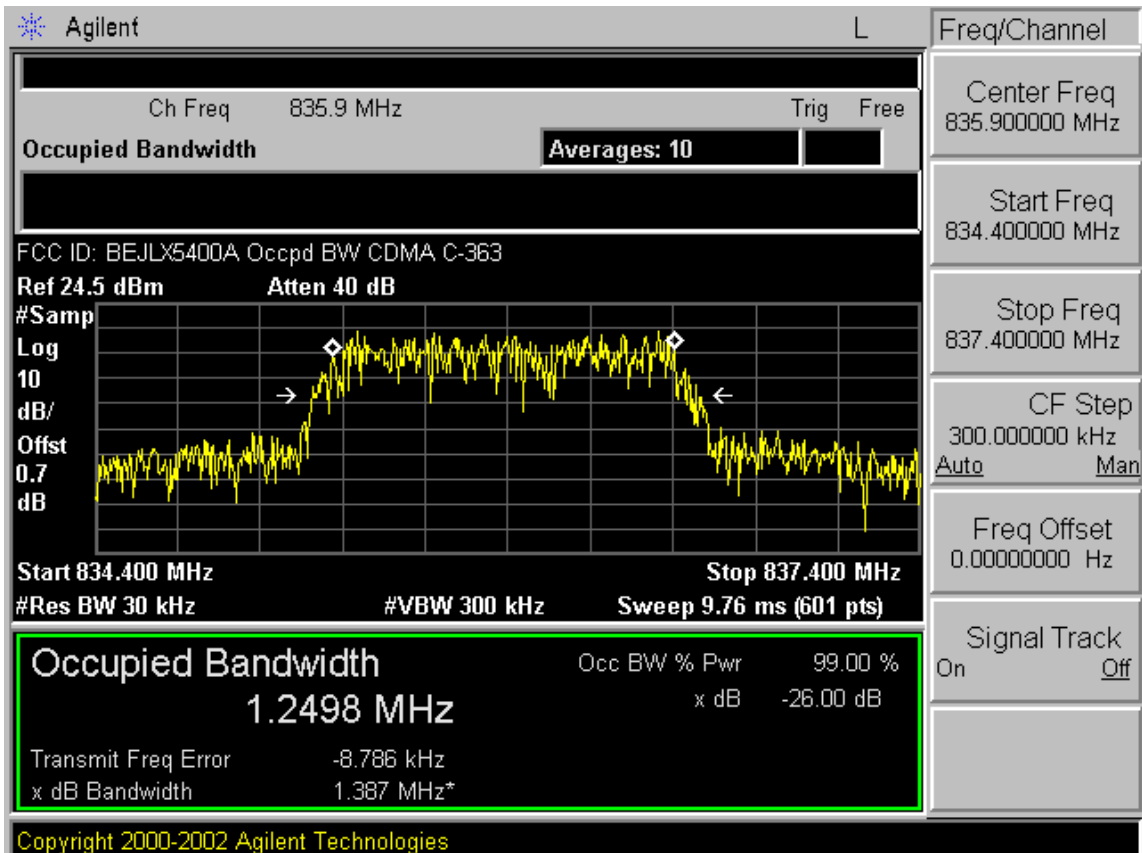 Agilent L
Freq/Channel
Ch Freq 835.9 MHz Trig Free
Occupied Bandwidth Averages: 10
FCC ID: BEJLX5400A Occpd BW CDMA C-363
Ref 24.5 dBm Atten 40 dB
#Samp
Log
10
dB/
Offst
0.7
dB
Start 834.400 MHz Stop 837.400 MHz
#Res BW 30 kHz #VBW 300 kHz Sweep 9.76 ms (601 pts)
Occupied Bandwidth Occ BW % Pwr 99.00 %
1.2498 MHz x dB -26.00 dB
Transmit Freq Error -8.786 kHz
x dB Bandwidth 1.387 MHz*
Center Freq
835.900000 MHz
Start Freq
834.400000 MHz
Stop Freq
837.400000 MHz
CF Step
300.000000 kHz
Auto Man
Freq Offset
0.00000000 Hz
Signal Track
On Off
Copyright 2000-2002 Agilent Technologies